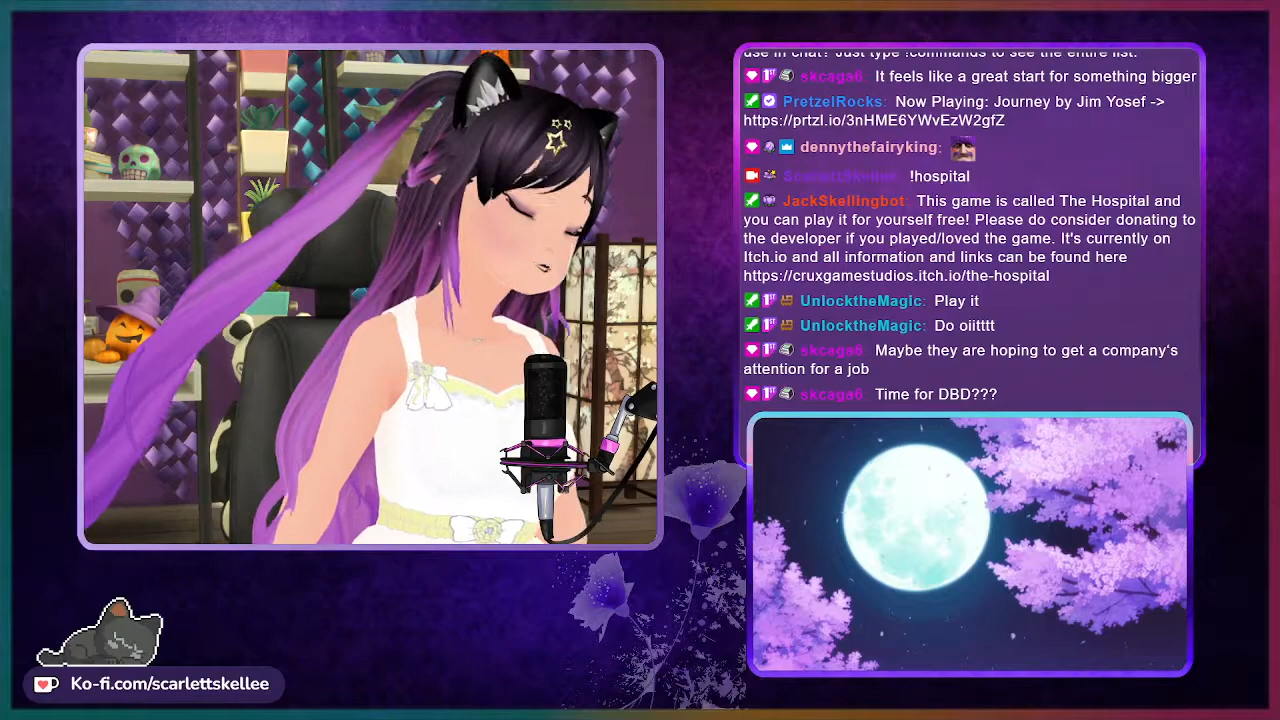 use in chat? Just type !commands to see the entire list.
skcaga6 It feels like a great start for something bigger
PretzelRocks: Now Playing: Journey by Jim Yosef ->
https://prtzl.io/3nHME6YWvEzW2gfZ
dennythefairyking:
ScarlettSkellee !hospital
JackSkellingbot: This game is called The Hospital and
you can play it for yourself free! Please do consider donating to
the developer if you played/loved the game. It's currently on
Itch.io and all information and links can be found here
https://cruxgamestudios.itch.io/the-hospital
UnlocktheMagic: Play it
UnlocktheMagic: Do oiitttt
skcaga6 Maybe they are hoping to get a company's
attention for a job
skcaga6 Time for DBD???
Ko-fi.com/scarlettskellee